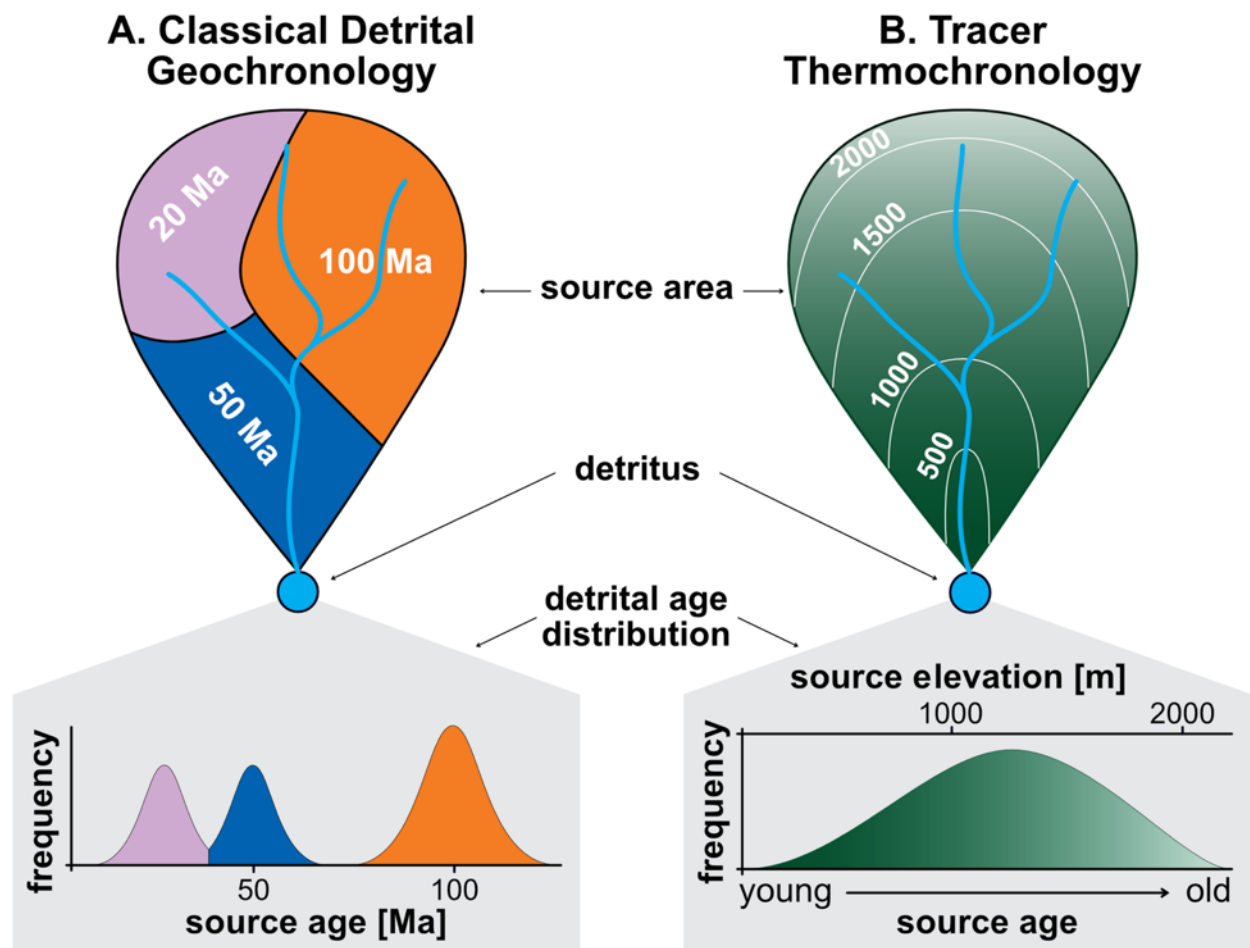 A. Classical Detrital
Geochronology
B. Tracer
Thermochronology
20 Ma
100 Ma
50 Ma
2000
1500
1000
500
source area
detritus
detrital age
distribution
frequency
50
100
source age [Ma]
source elevation [m]
1000
2000
frequency
young
old
source age